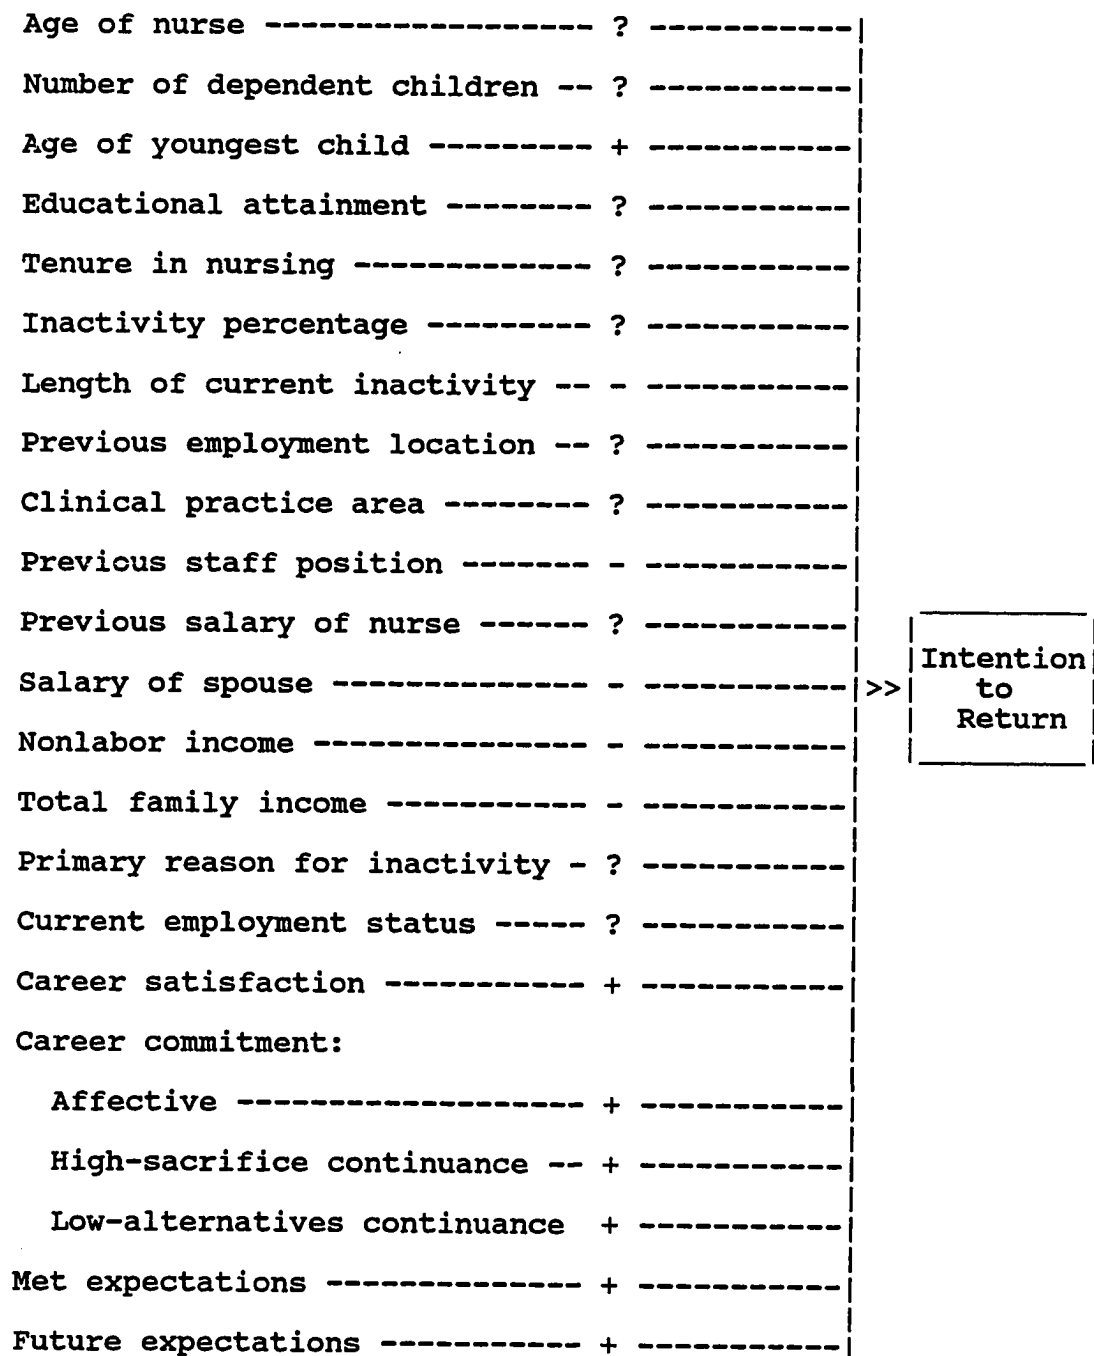 Age of nurse ------------------ ? -----------|
Number of dependent children -- ? -----------|
Age of youngest child --------- + -----------|
Educational attainment -------- ? -----------|
Tenure in nursing ------------- ? -----------|
Inactivity percentage --------- ? -----------|
Length of current inactivity -- - -----------|
Previous employment location -- ? -----------|
Clinical practice area -------- ? -----------|
Previous staff position ------- - -----------|
Previous salary of nurse ------ ? -----------|
Salary of spouse -------------- - -----------|>>
Nonlabor income --------------- - -----------|
Total family income ----------- - -----------|
Primary reason for inactivity - ? -----------|
Current employment status ----- ? -----------|
Career satisfaction ----------- + -----------|
Career commitment:
Affective ------------------- + -----------|
High-sacrifice continuance -- + -----------|
Low-alternatives continuance + -----------|
Met expectations -------------- + -----------|
Future expectations ----------- + -----------|
Intention
to
Return